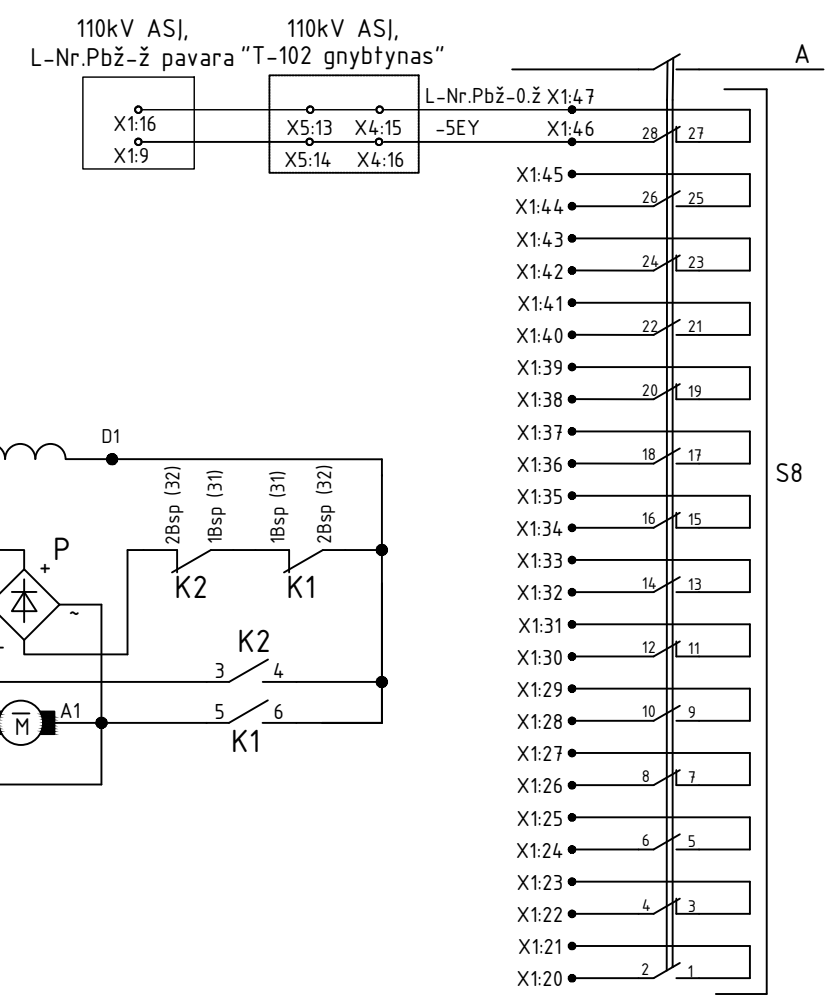 110kV ASJ,
L-Nr.Pbž-ž pavara
110kV ASJ,
"T-102 gnybtynas"
A
L-Nr.Pbž-0.ž X1:47
X1:16 X5:13 X4:15 -5EY X1:46 28 27
X1:9 X5:14 X4:16
X1:45
X1:44 26 25
X1:43
X1:42 24 23
X1:41
X1:40 22 21
X1:39
X1:38 20 19
X1:37
X1:36 18 17
X1:35
X1:34 16 15
X1:33
X1:32 14 13
X1:31
X1:30 12 11
X1:29
X1:28 10 9
X1:27
X1:26 8 7
X1:25
X1:24 6 5
X1:23
X1:22 4 3
X1:21
X1:20 2 1
S8
D1
2Bsp (32)
1Bsp (31)
1Bsp (31)
2Bsp (32)
K2 K1
P
+
~
-
K2
3 4
M A1 5 6
K1